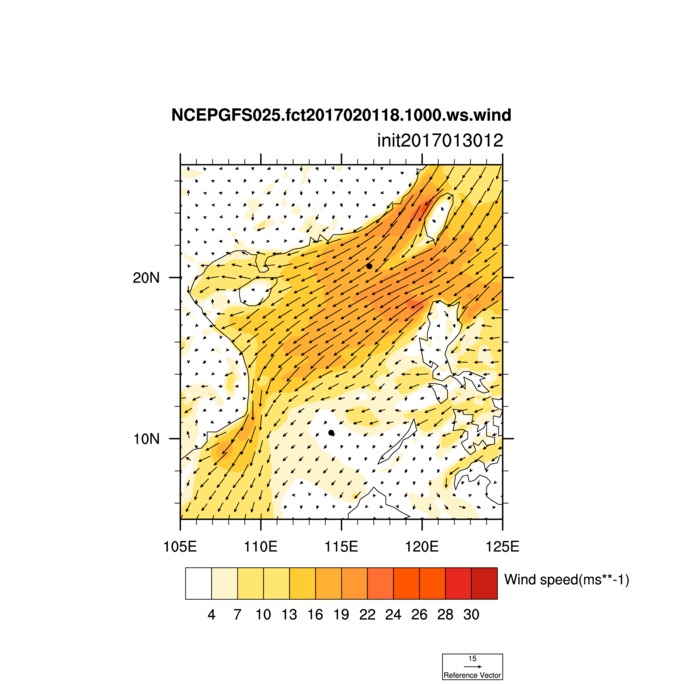 NCEPGFS025.fct2017020118.1000.ws.wind
init2017013012
20N
10N
105E 110E 115E 120E 125E
Wind speed(ms**-1)
4 7 10 13 16 19 22 24 26 28 30
15
Reference Vector